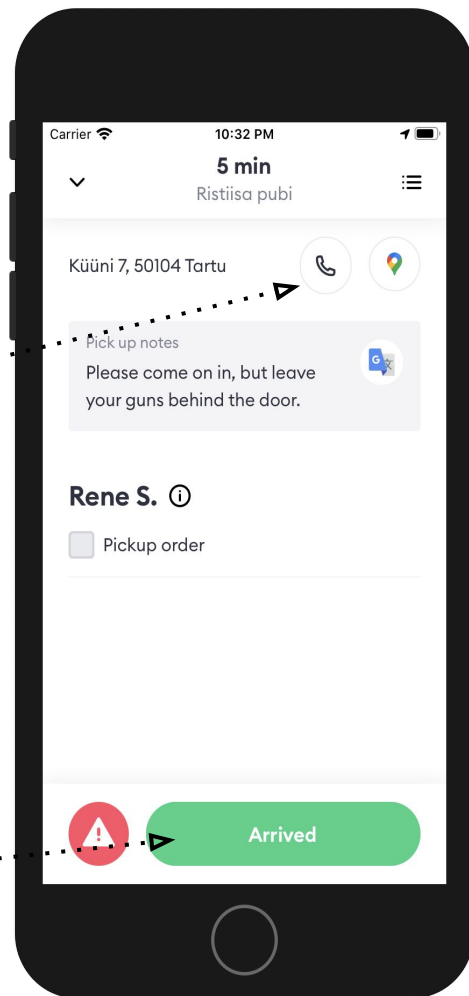 Carrier
10:32 PM
5 min
Ristiisa pubi
Küüni 7, 50104 Tartu
Pick up notes
Please come on in, but leave
your guns behind the door.
G 文
Rene S.
Pickup order
Arrived